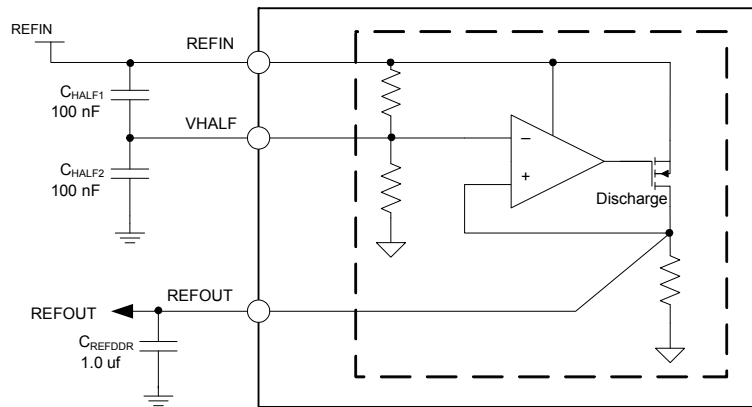 REFIN
REFIN
CHALF1
100 nF
VHALF
CHALF2
100 nF
−
+
Discharge
REFOUT
REFOUT
CREFDDR
1.0 uf